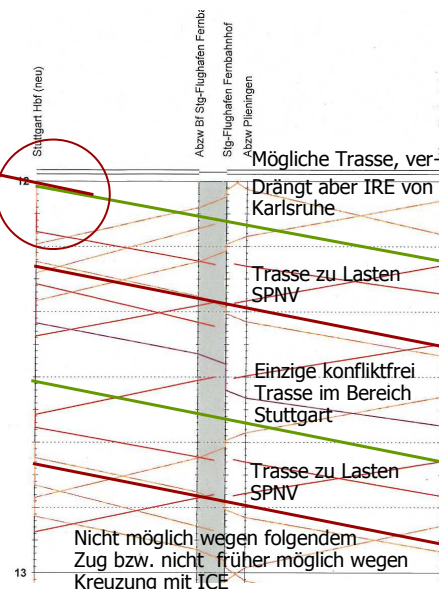 Stuttgart Hbf (neu)
Abzw Bf Stg-Flughafen Fernba
Stg-Flughafen Fernbahnhof
Abzw Plieningen
12
Mögliche Trasse, ver-
Drängt aber IRE von
Karlsruhe
Trasse zu Lasten
SPNV
Einzige konfliktfrei
Trasse im Bereich
Stuttgart
Trasse zu Lasten
SPNV
Nicht möglich wegen folgendem
Zug bzw. nicht früher möglich wegen
13
Kreuzung mit ICE